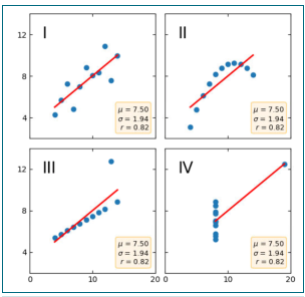 I
II
12
8
4
μ = 7.50
σ = 1.94
r = 0.82
μ = 7.50
σ = 1.94
r = 0.82
III
IV
12
8
4
μ = 7.50
σ = 1.94
r = 0.82
μ = 7.50
σ = 1.94
r = 0.82
0 10 20 0 10 20